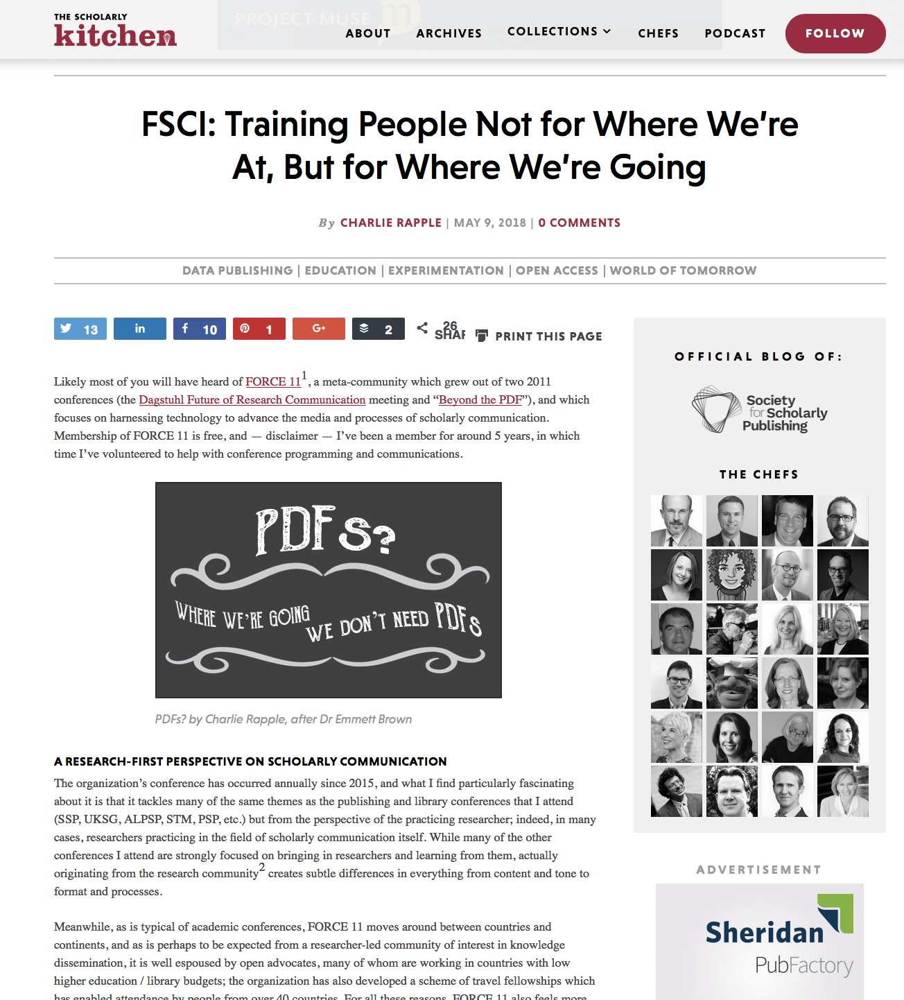 THE SCHOLARLY
kitchen
PROJECT MUSE
ABOUT
ARCHIVES
COLLECTIONS
CHEFS
PODCAST
FOLLOW
FSCI: Training People Not for Where We’re
At, But for Where We’re Going
By CHARLIE RAPPLE | MAY 9, 2018 | 0 COMMENTS
DATA PUBLISHING | EDUCATION | EXPERIMENTATION | OPEN ACCESS | WORLD OF TOMORROW
13
in
10
1
G+
2
26
SHAR
PRINT THIS PAGE
Likely most of you will have heard of FORCE 111, a meta-community which grew out of two 2011
conferences (the Dagstuhl Future of Research Communication meeting and “Beyond the PDF”), and which
focuses on harnessing technology to advance the media and processes of scholarly communication.
Membership of FORCE 11 is free, and — disclaimer — I’ve been a member for around 5 years, in which
time I’ve volunteered to help with conference programming and communications.
PDFs?
WHERE WE’RE GOING
WE DON’T NEED PDFs
PDFs? by Charlie Rapple, after Dr Emmett Brown
A RESEARCH-FIRST PERSPECTIVE ON SCHOLARLY COMMUNICATION
The organization’s conference has occurred annually since 2015, and what I find particularly fascinating
about it is that it tackles many of the same themes as the publishing and library conferences that I attend
(SSP, UKSG, ALPSP, STM, PSP, etc.) but from the perspective of the practicing researcher; indeed, in many
cases, researchers practicing in the field of scholarly communication itself. While many of the other
conferences I attend are strongly focused on bringing in researchers and learning from them, actually
originating from the research community2 creates subtle differences in everything from content and tone to
format and processes.
Meanwhile, as is typical of academic conferences, FORCE 11 moves around between countries and
continents, and as is perhaps to be expected from a researcher-led community of interest in knowledge
dissemination, it is well espoused by open advocates, many of whom are working in countries with low
higher education / library budgets; the organization has also developed a scheme of travel fellowships which
has enabled attendance by people from over 40 countries. For all these reasons, FORCE 11 also feels more
OFFICIAL BLOG OF:
Society
for Scholarly
Publishing
THE CHEFS
ADVERTISEMENT
Sheridan
PubFactory